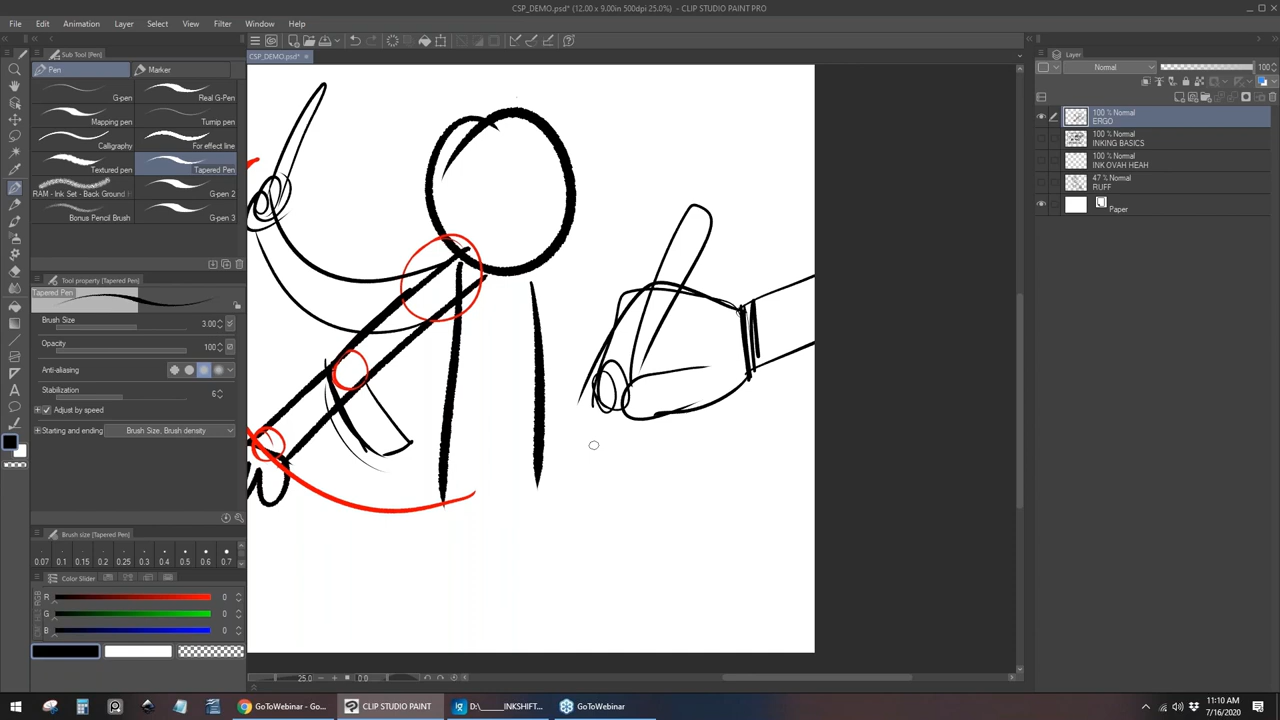 CSP_DEMO.psd* (12.00 x 9.00in 500dpi 25.0%) - CLIP STUDIO PAINT PRO
File Edit Animation Layer Select View Filter Window Help
CSP_DEMO.psd*
Sub Tool [Pen]
Pen Marker
G-pen Real G-Pen
Mapping pen Turnip pen
Calligraphy For effect line
Textured pen Tapered Pen
RAM - Ink Set - Back Ground G-pen 2
Bonus Pencil Brush G-pen 3
Tool property [Tapered Pen]
Tapered Pen
Brush Size 3.00
Opacity 100
Anti-aliasing
Stabilization 6
Adjust by speed
Starting and ending Brush Size, Brush density
Brush size [Tapered Pen]
0.07 0.1 0.15 0.2 0.25 0.3 0.4 0.5 0.6 0.7
Color Slider
R 0
G 0
B 0
25.0 0.0
Layer
Normal 100
100 % Normal
ERGO
100 % Normal
INKING BASICS
100 % Normal
INK OVAH HEAH
47 % Normal
RUFF
Paper
GoToWebinar - Go... CLIP STUDIO PAINT D:\_____INKSHIFT... GoToWebinar
11:10 AM
7/16/2020